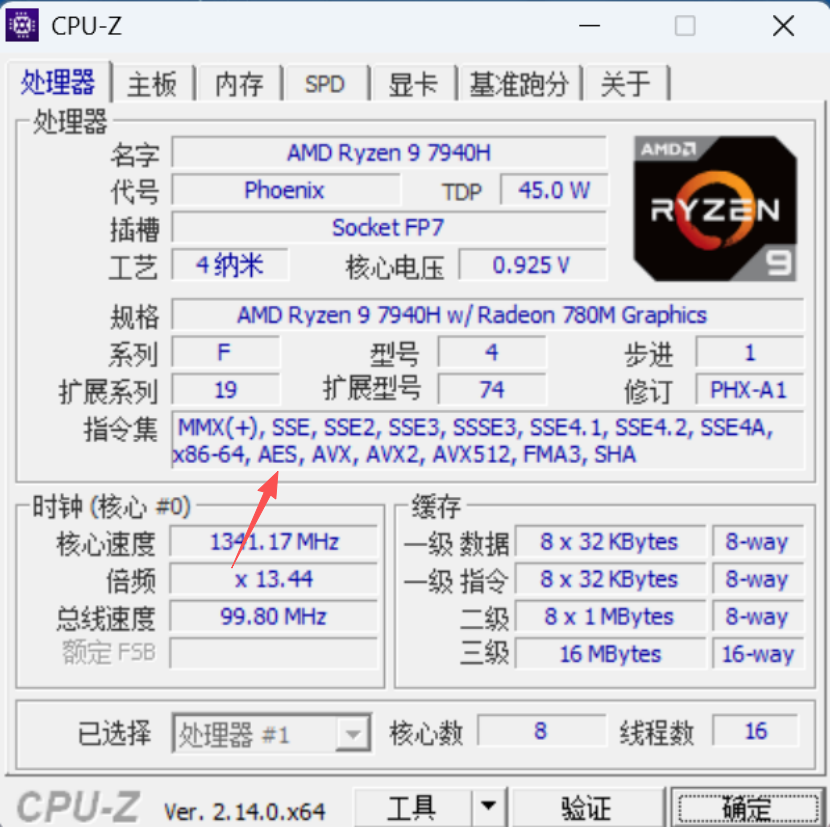 CPU-Z
处理器 主板 内存 SPD 显卡 基准跑分 关于
处理器
名字 AMD Ryzen 9 7940H
代号 Phoenix TDP 45.0 W
插槽 Socket FP7
工艺 4 纳米 核心电压 0.925 V
AMD
RYZEN
9
规格 AMD Ryzen 9 7940H w/ Radeon 780M Graphics
系列 F 型号 4 步进 1
扩展系列 19 扩展型号 74 修订 PHX-A1
指令集 MMX(+), SSE, SSE2, SSE3, SSSE3, SSE4.1, SSE4.2, SSE4A,
x86-64, AES, AVX, AVX2, AVX512, FMA3, SHA
时钟 (核心 #0)
核心速度 1341.17 MHz
倍频 x 13.44
总线速度 99.80 MHz
额定 FSB
缓存
一级 数据 8 x 32 KBytes 8-way
一级 指令 8 x 32 KBytes 8-way
二级 8 x 1 MBytes 8-way
三级 16 MBytes 16-way
已选择 处理器 #1 核心数 8 线程数 16
CPU-Z Ver. 2.14.0.x64 工具 验证 确定